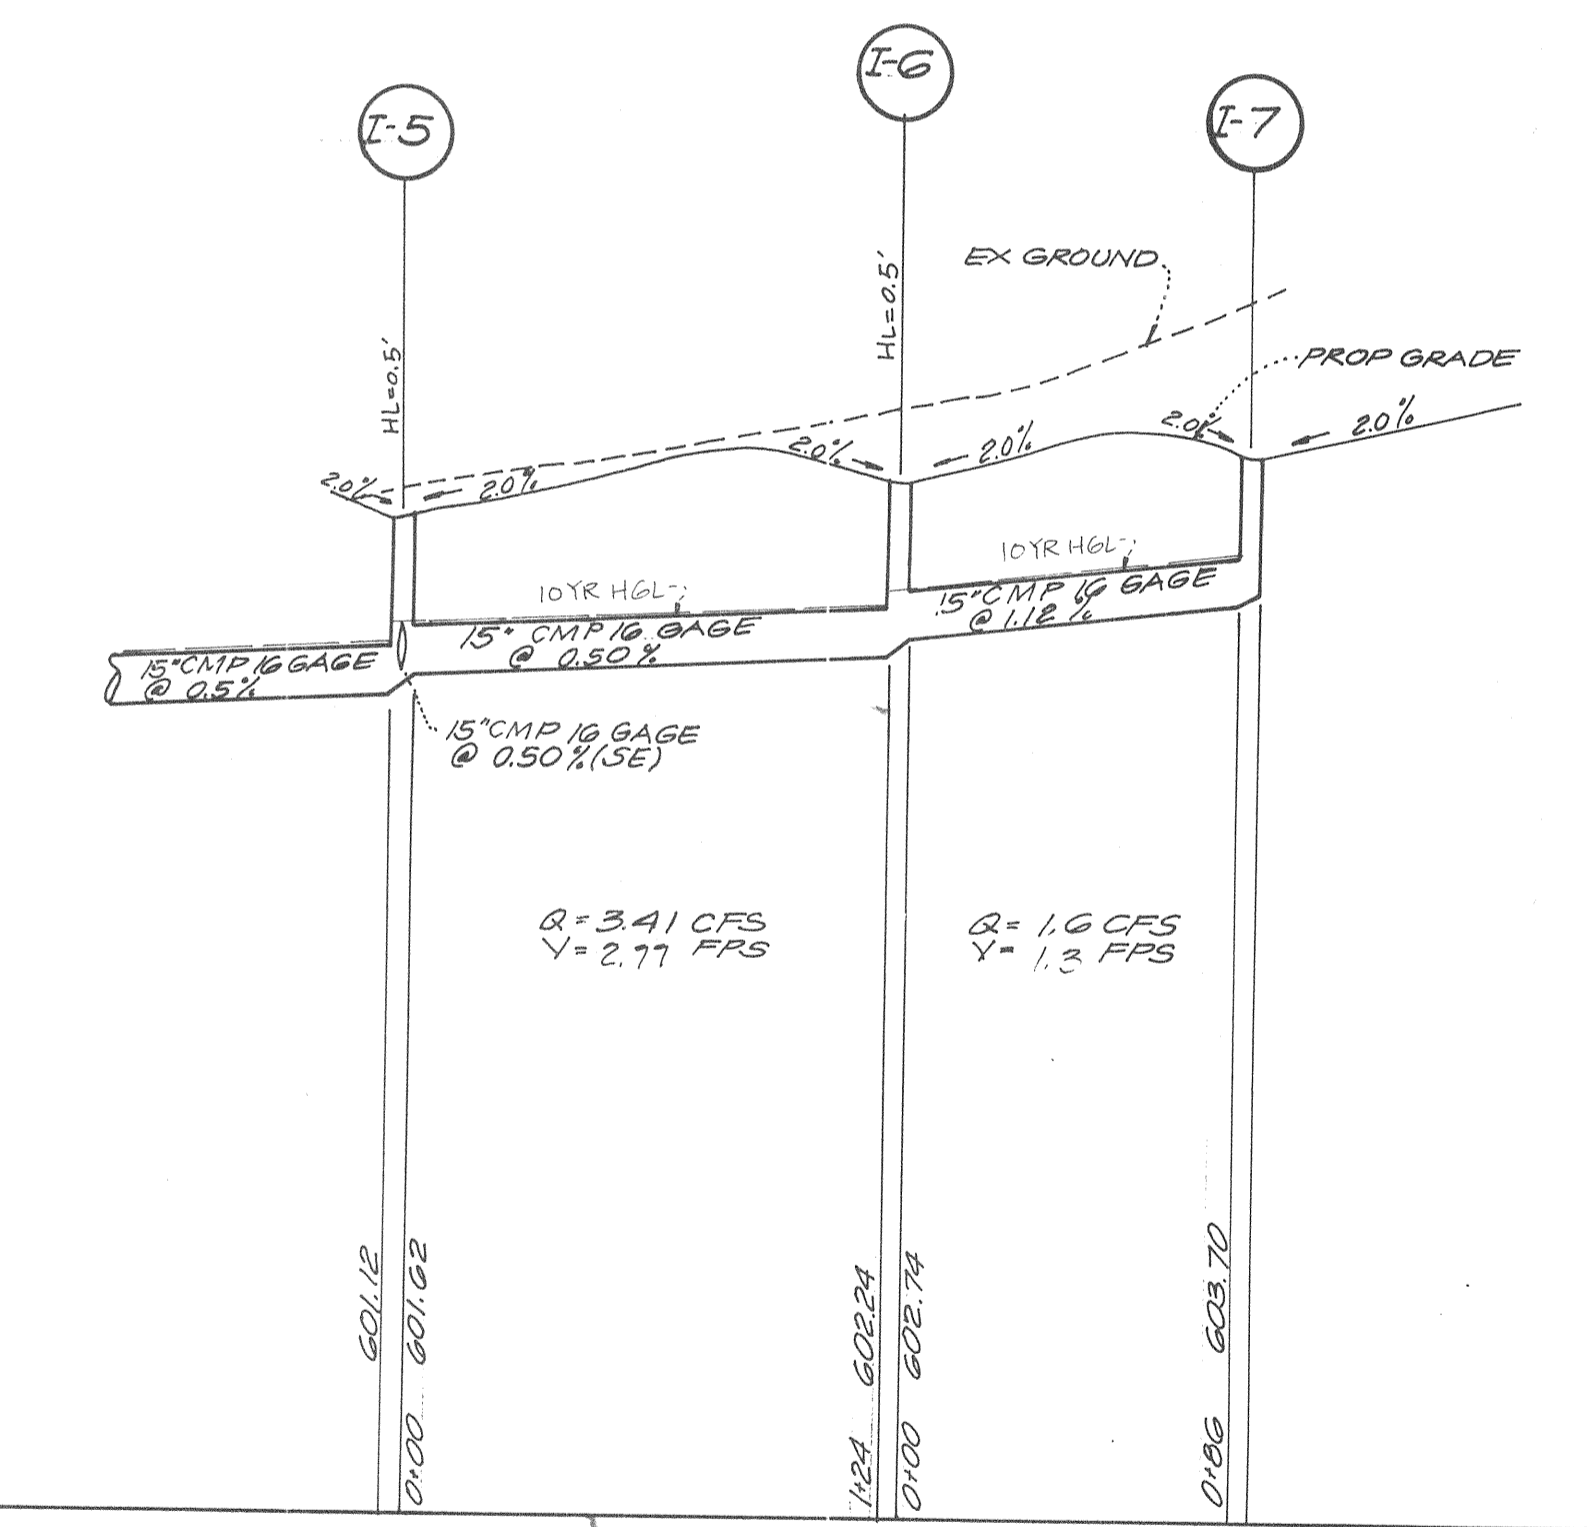 I-5
I-6
I-7
HL=0.5'
HL=0.5'
EX GROUND
PROP GRADE
2.0%
2.0%
2.0%
2.0%
2.0%
2.0%
10YR HGL
10YR HGL
15"CMP 16 GAGE
@ 0.5%
15" CMP 16 GAGE
@ 0.50%
15"CMP 16 GAGE
@ 1.12%
15"CMP 16 GAGE
@ 0.50%(SE)
Q=3.41 CFS
V=2.77 FPS
Q=1.6 CFS
V=1.3 FPS
601.12
0+00 601.62
1+24 602.24
0+00 602.74
0+86 603.70